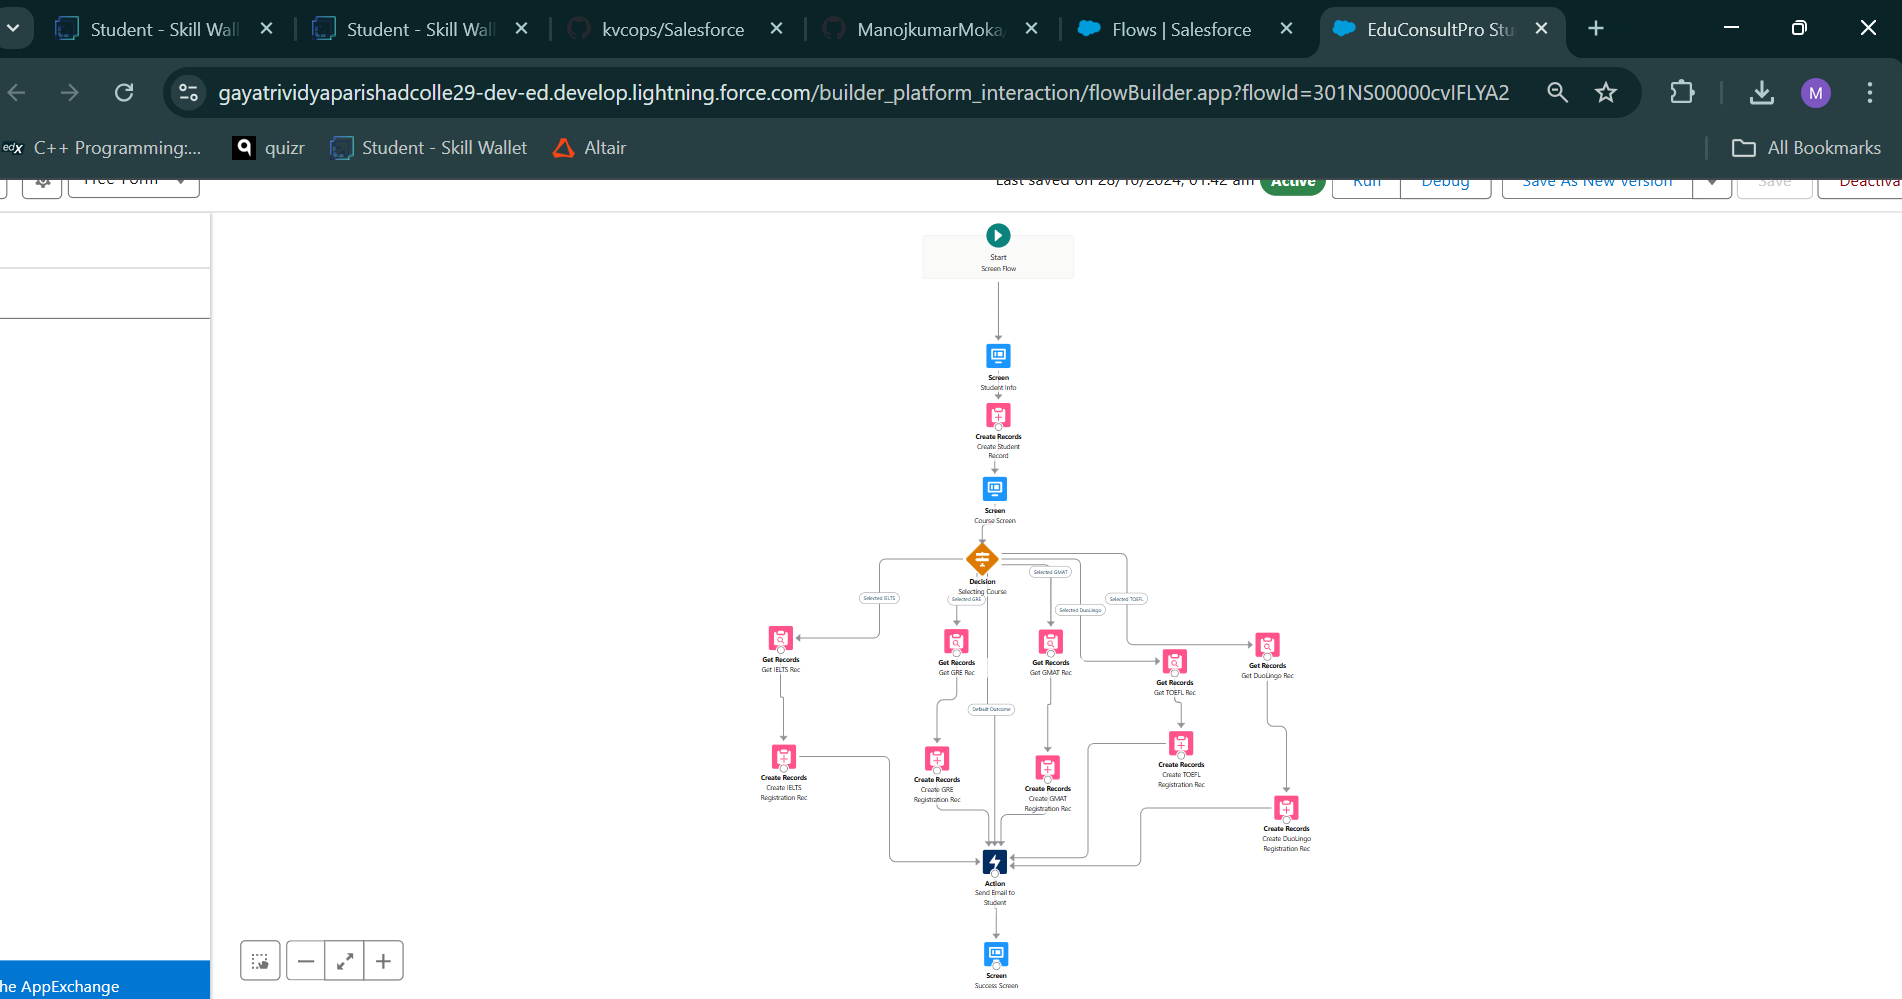 Student - Skill Wall
Student - Skill Wall
kvcops/Salesforce
ManojkumarMoka
Flows | Salesforce
EduConsultPro Stu
gayatrividyaparishadcolle29-dev-ed.develop.lightning.force.com/builder_platform_interaction/flowBuilder.app?flowId=301NS00000cvIFLYA2
M
edX C++ Programming:...
quizr
Student - Skill Wallet
Altair
All Bookmarks
Free-Form
Last saved on 28/10/2024, 01:42 am
Active
Run
Debug
Save As New Version
Save
Deactiva
Start
Screen Flow
Screen
Student Info
Create Records
Create Student
Record
Screen
Course Screen
Decision
Selecting Course
Selected IELTS
Selected GRE
Selected GMAT
Selected DuoLingo
Selected TOEFL
Get Records
Get IELTS Rec
Get Records
Get GRE Rec
Get Records
Get GMAT Rec
Get Records
Get TOEFL Rec
Get Records
Get DuoLingo Rec
Default Outcome
Create Records
Create IELTS
Registration Rec
Create Records
Create GRE
Registration Rec
Create Records
Create GMAT
Registration Rec
Create Records
Create TOEFL
Registration Rec
Create Records
Create DuoLingo
Registration Rec
Action
Send Email to
Student
Screen
Success Screen
he AppExchange